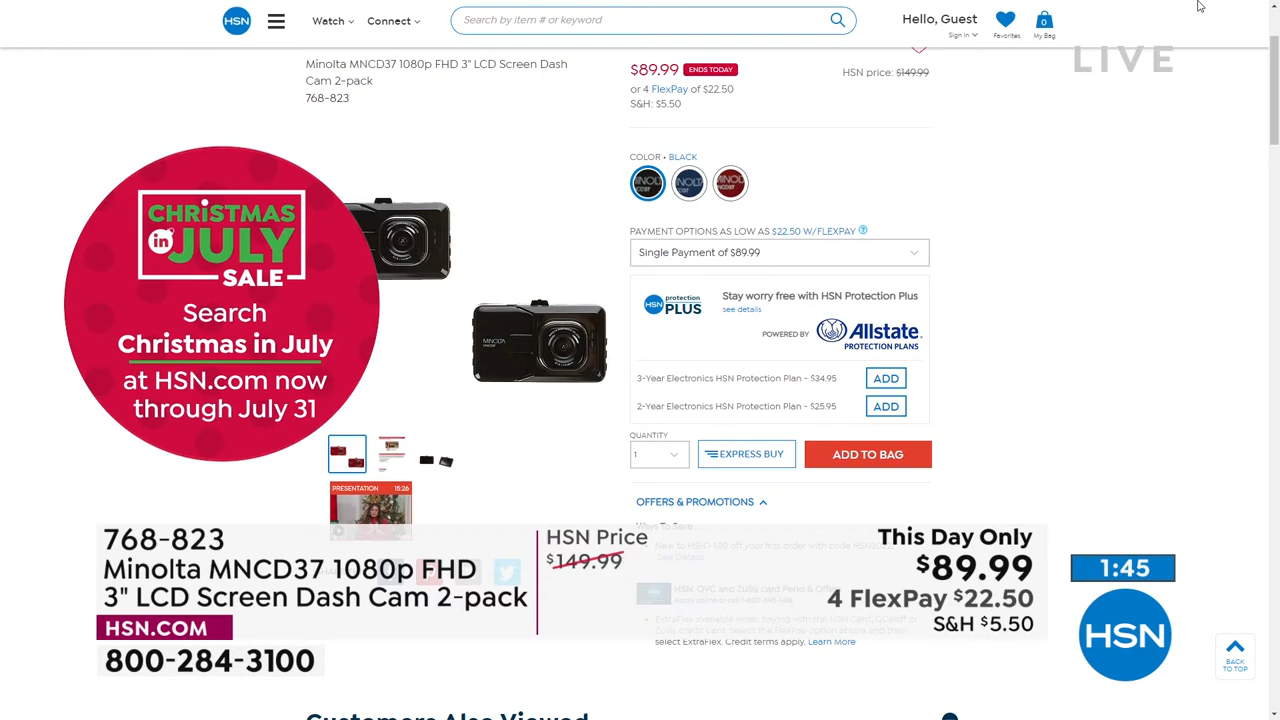 HSN
Watch
Connect
Search by item # or keyword
Hello, Guest
Sign In
Favorites
0
My Bag
LIVE
Minolta MNCD37 1080p FHD 3" LCD Screen Dash
Cam 2-pack
768-823
$89.99 ENDS TODAY
HSN price: $149.99
or 4 FlexPay of $22.50
S&H: $5.50
COLOR • BLACK
PAYMENT OPTIONS AS LOW AS $22.50 W/FLEXPAY
Single Payment of $89.99
HSN protection PLUS
Stay worry free with HSN Protection Plus
see details
POWERED BY Allstate
PROTECTION PLANS
3-Year Electronics HSN Protection Plan - $34.95 ADD
2-Year Electronics HSN Protection Plan - $25.95 ADD
QUANTITY
1
EXPRESS BUY
ADD TO BAG
OFFERS & PROMOTIONS
Ways To Save
See Details
select ExtraFlex. Credit terms apply. Learn More
CHRISTMAS
in JULY
SALE
Search
Christmas in July
at HSN.com now
through July 31
MINOLTA
PRESENTATION 15:26
768-823
Minolta MNCD37 1080p FHD
3" LCD Screen Dash Cam 2-pack
HSN.COM
800-284-3100
HSN Price
$149.99
This Day Only
$89.99
4 FlexPay $22.50
S&H $5.50
1:45
HSN
BACK
TO TOP
Customers Also Viewed